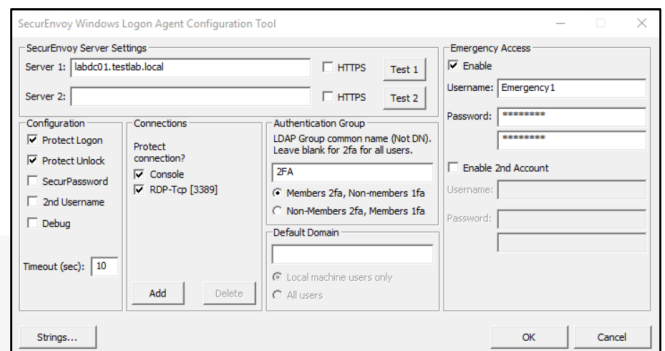 SecurEnvoy Windows Logon Agent Configuration Tool
SecurEnvoy Server Settings
Server 1: labdc01.testlab.local HTTPS Test 1
Server 2: HTTPS Test 2
Configuration
Protect Logon
Protect Unlock
SecurPassword
2nd Username
Debug
Timeout (sec): 10
Connections
Protect
connection?
Console
RDP-Tcp [3389]
Add Delete
Authentication Group
LDAP Group common name (Not DN).
Leave blank for 2fa for all users.
2FA
Members 2fa, Non-members 1fa
Non-Members 2fa, Members 1fa
Default Domain
Local machine users only
All users
Emergency Access
Enable
Username: Emergency1
Password: ********
********
Enable 2nd Account
Username:
Password:
Strings... OK Cancel